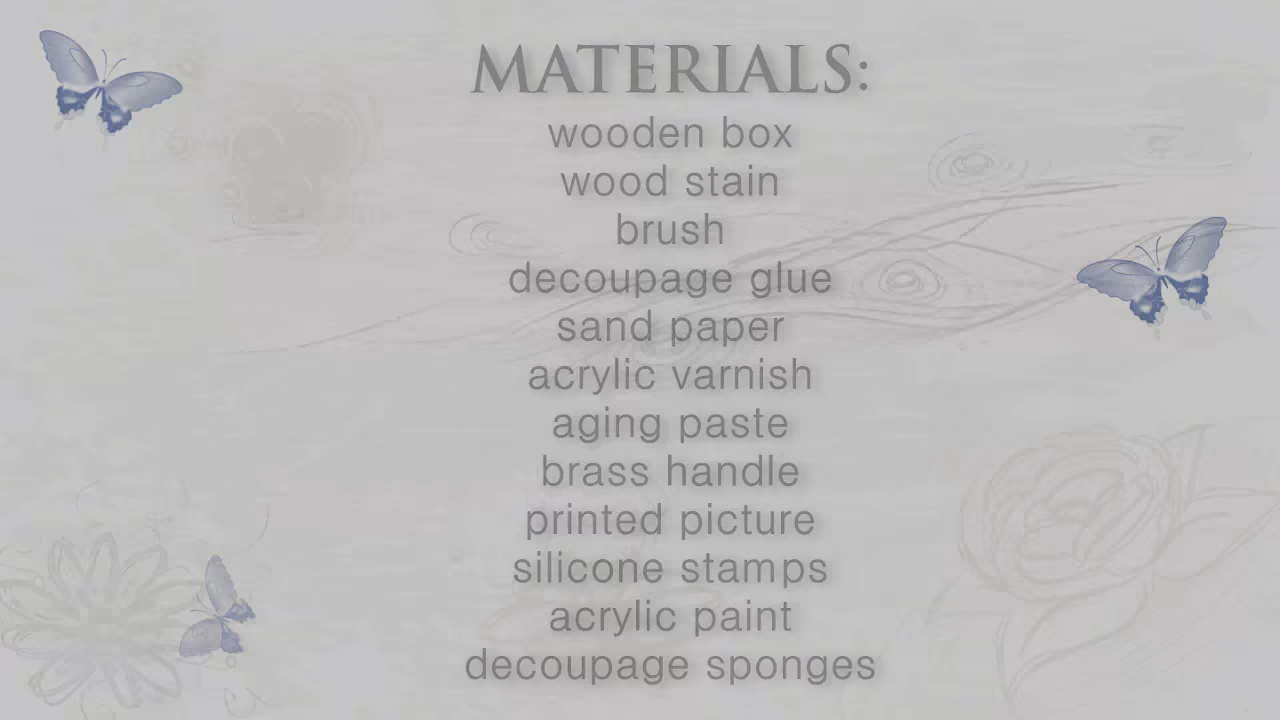 MATERIALS:
wooden box
wood stain
brush
decoupage glue
sand paper
acrylic varnish
aging paste
brass handle
printed picture
silicone stamps
acrylic paint
decoupage sponges